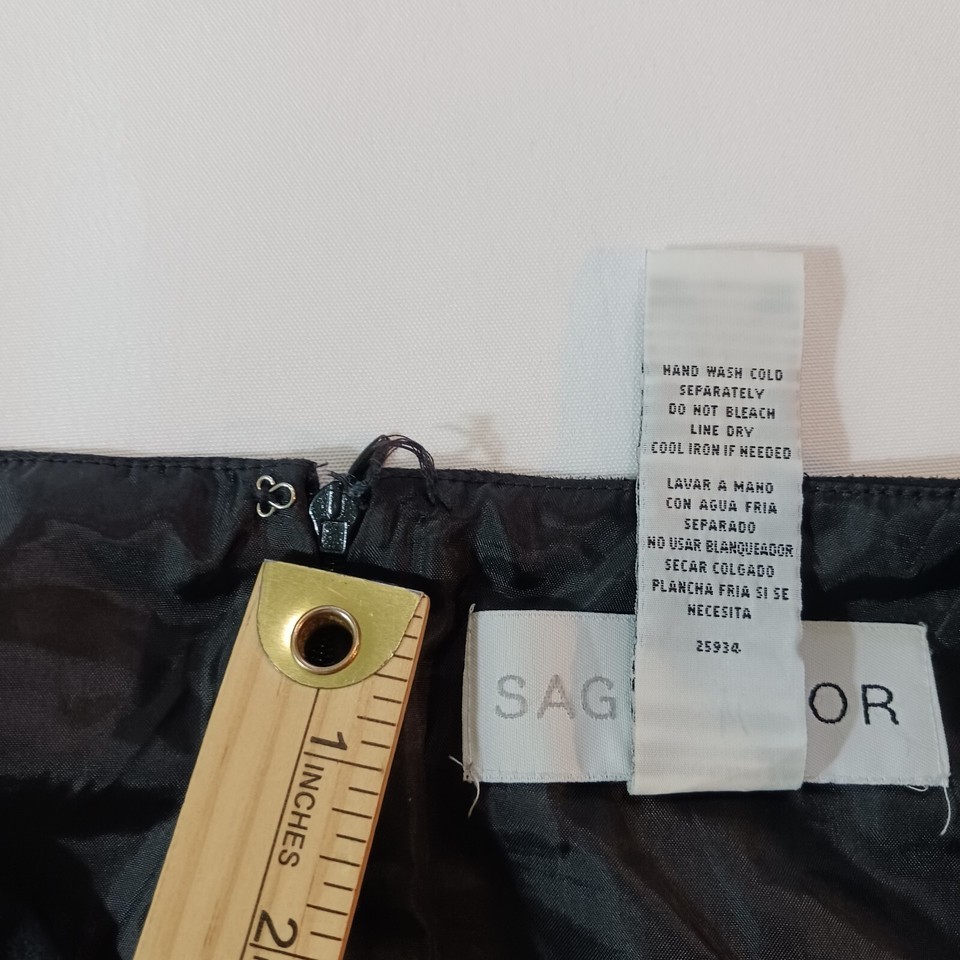 HAND WASH COLD
SEPARATELY
DO NOT BLEACH
LINE DRY
COOL IRON IF NEEDED
LAVAR A MANO
CON AGUA FRIA
SEPARADO
NO USAR BLANQUEADOR
SECAR COLGADO
PLANCHA FRIA SI SE
NECESITA
25934
SAG
OR
1
INCHES
2